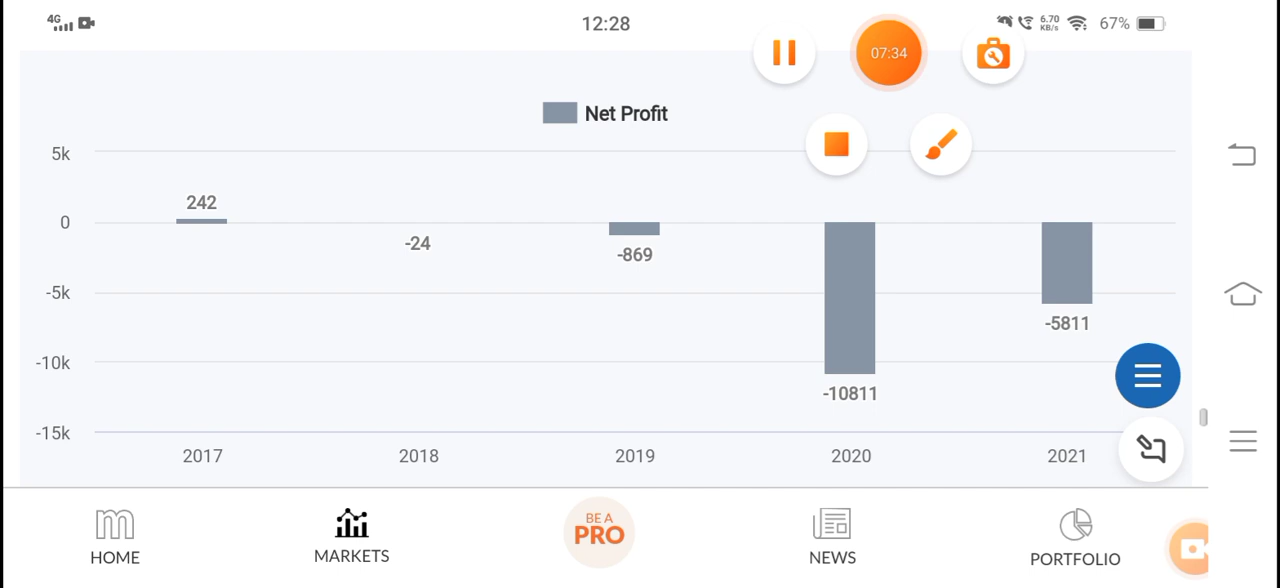 4G 12:28 6.70 KB/s 67%
07:34
Net Profit
5k
242
0
-24
-869
-5k
-5811
-10k
-10811
-15k
2017 2018 2019 2020 2021
HOME MARKETS BE A PRO NEWS PORTFOLIO